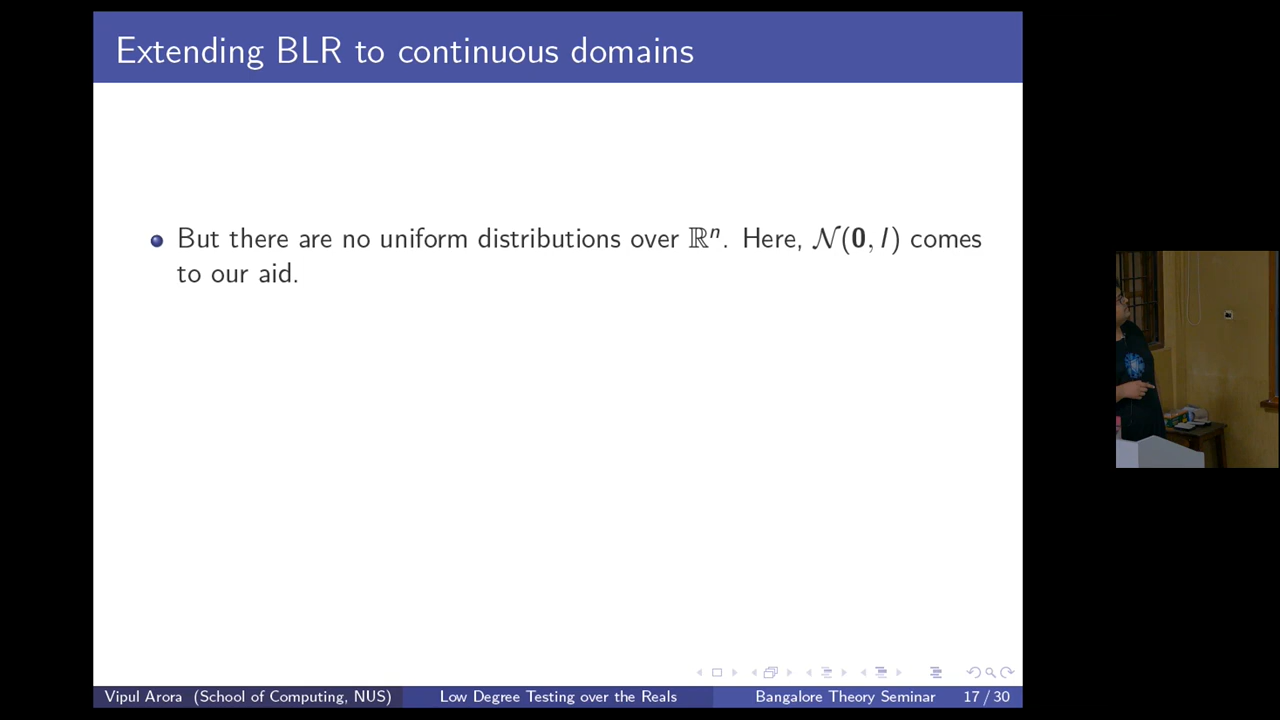 Extending BLR to continuous domains
But there are no uniform distributions over ℝⁿ. Here, 𝒩(𝟎, I) comes
to our aid.
Vipul Arora (School of Computing, NUS) Low Degree Testing over the Reals Bangalore Theory Seminar 17 / 30